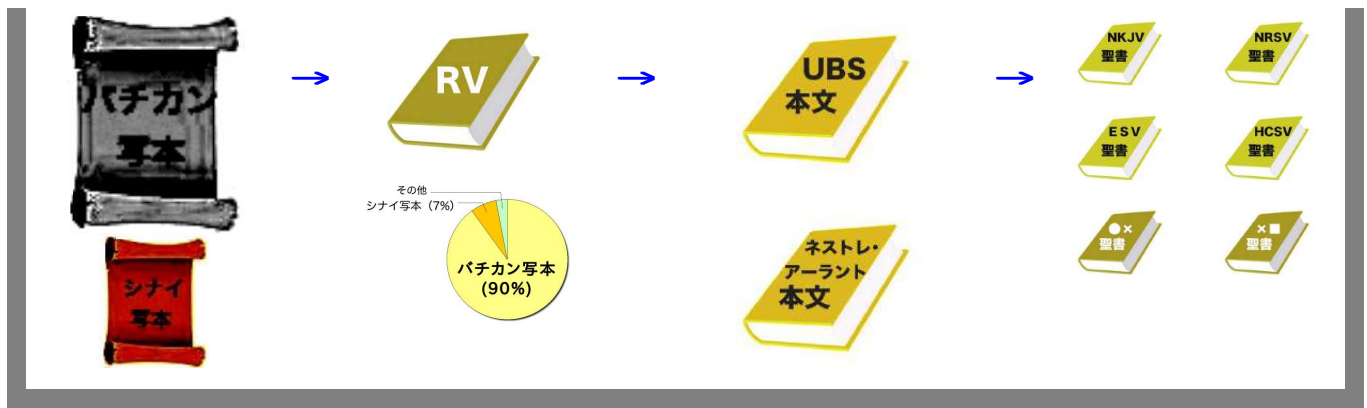 バチカン
写本
シナイ
写本
RV
その他
シナイ写本 (7%)
バチカン写本
(90%)
UBS
本文
ネストレ・
アーラント
本文
NKJV
聖書
NRSV
聖書
ESV
聖書
HCSV
聖書
●×
聖書
×■
聖書